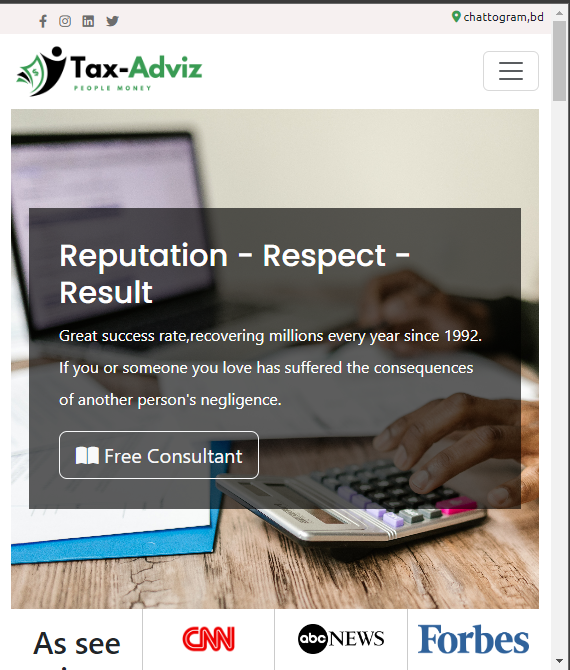 chattogram,bd
Tax-Adviz
PEOPLE MONEY
Reputation - Respect -
Result
Great success rate,recovering millions every year since 1992.
If you or someone you love has suffered the consequences
of another person's negligence.
Free Consultant
As see
CNN
abc NEWS
Forbes